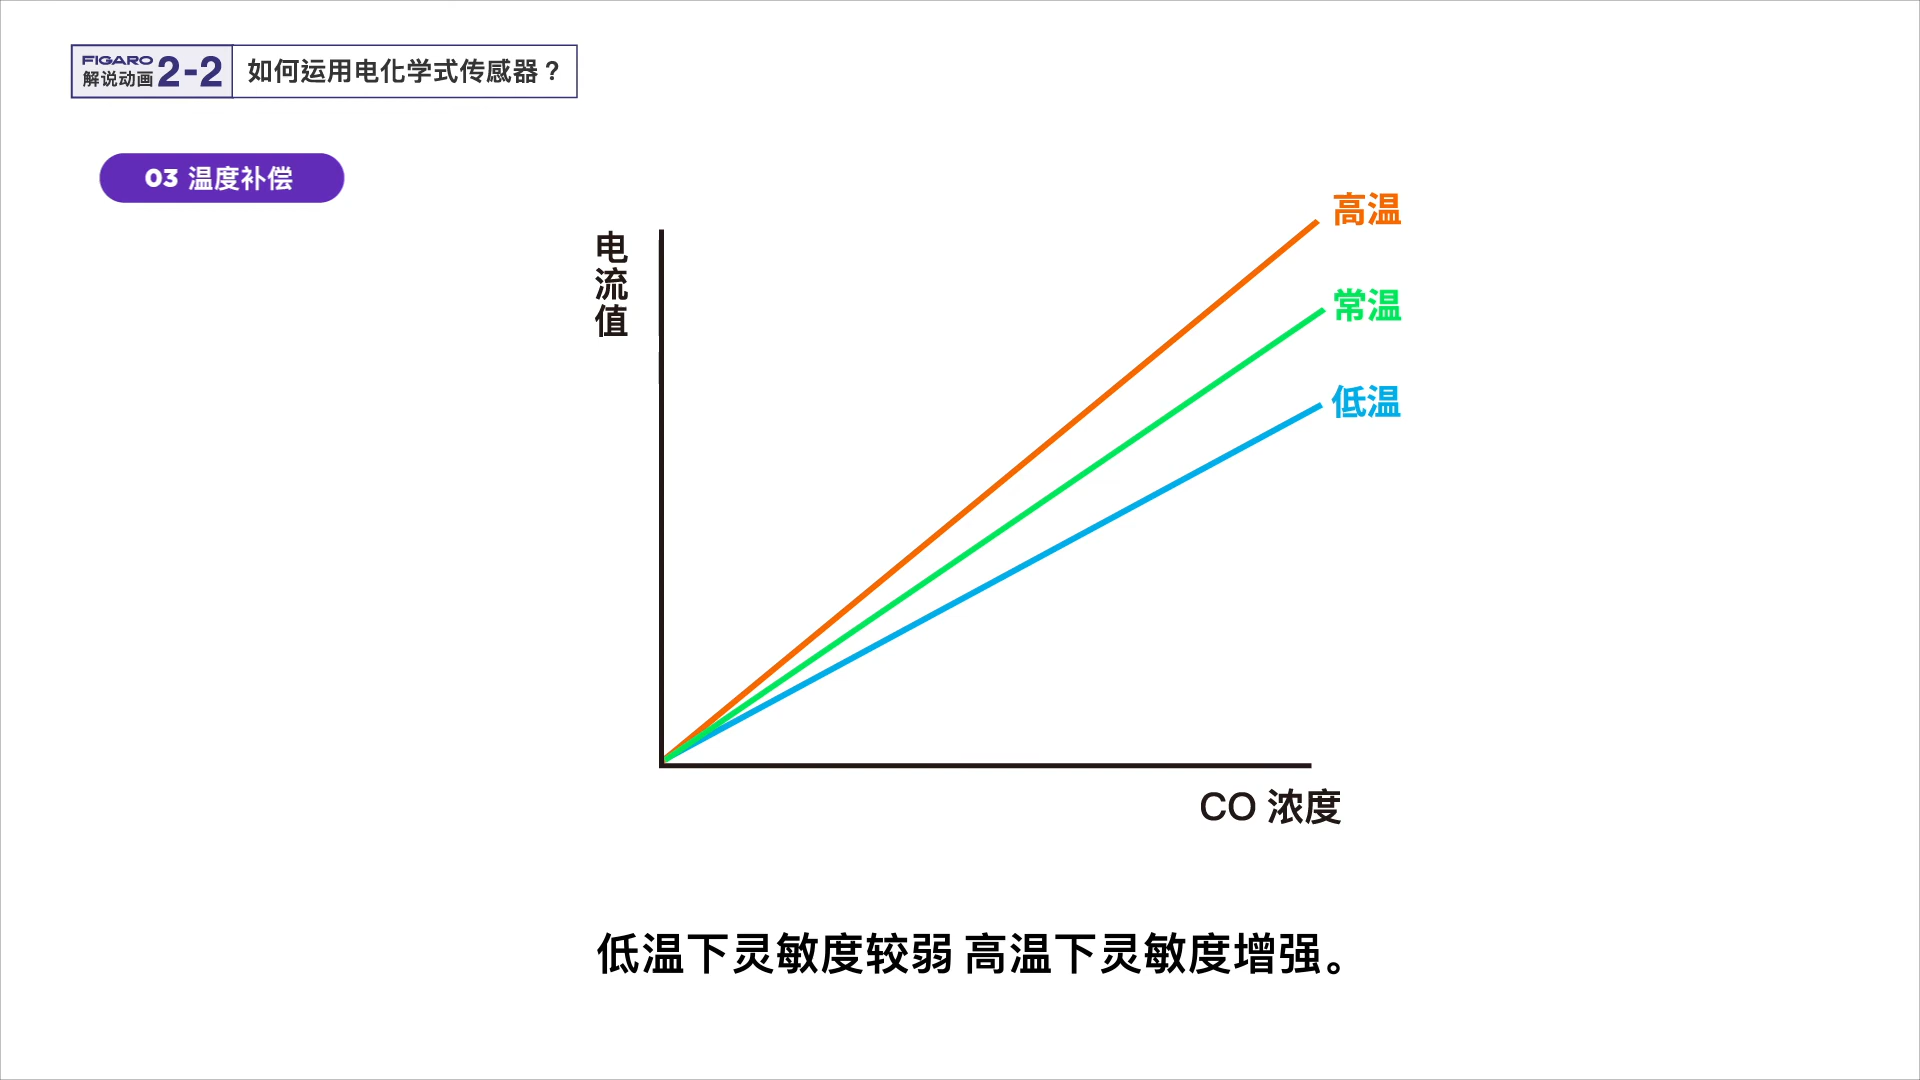 FIGARO
解说动画 2-2
如何运用电化学式传感器？
03 温度补偿
电流值
高温
常温
低温
CO 浓度
低温下灵敏度较弱 高温下灵敏度增强。